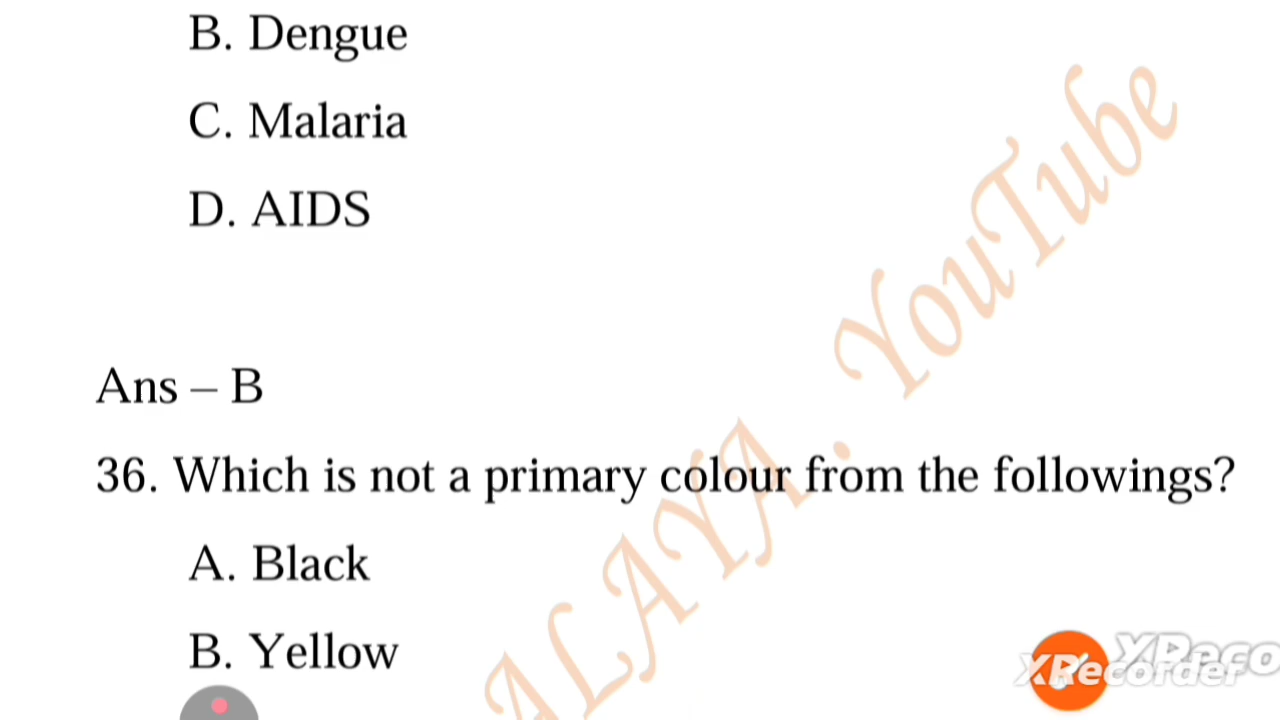 B. Dengue
C. Malaria
D. AIDS
Ans – B
36. Which is not a primary colour from the followings?
A. Black
B. Yellow
ALAYA . YouTube
XRecorder